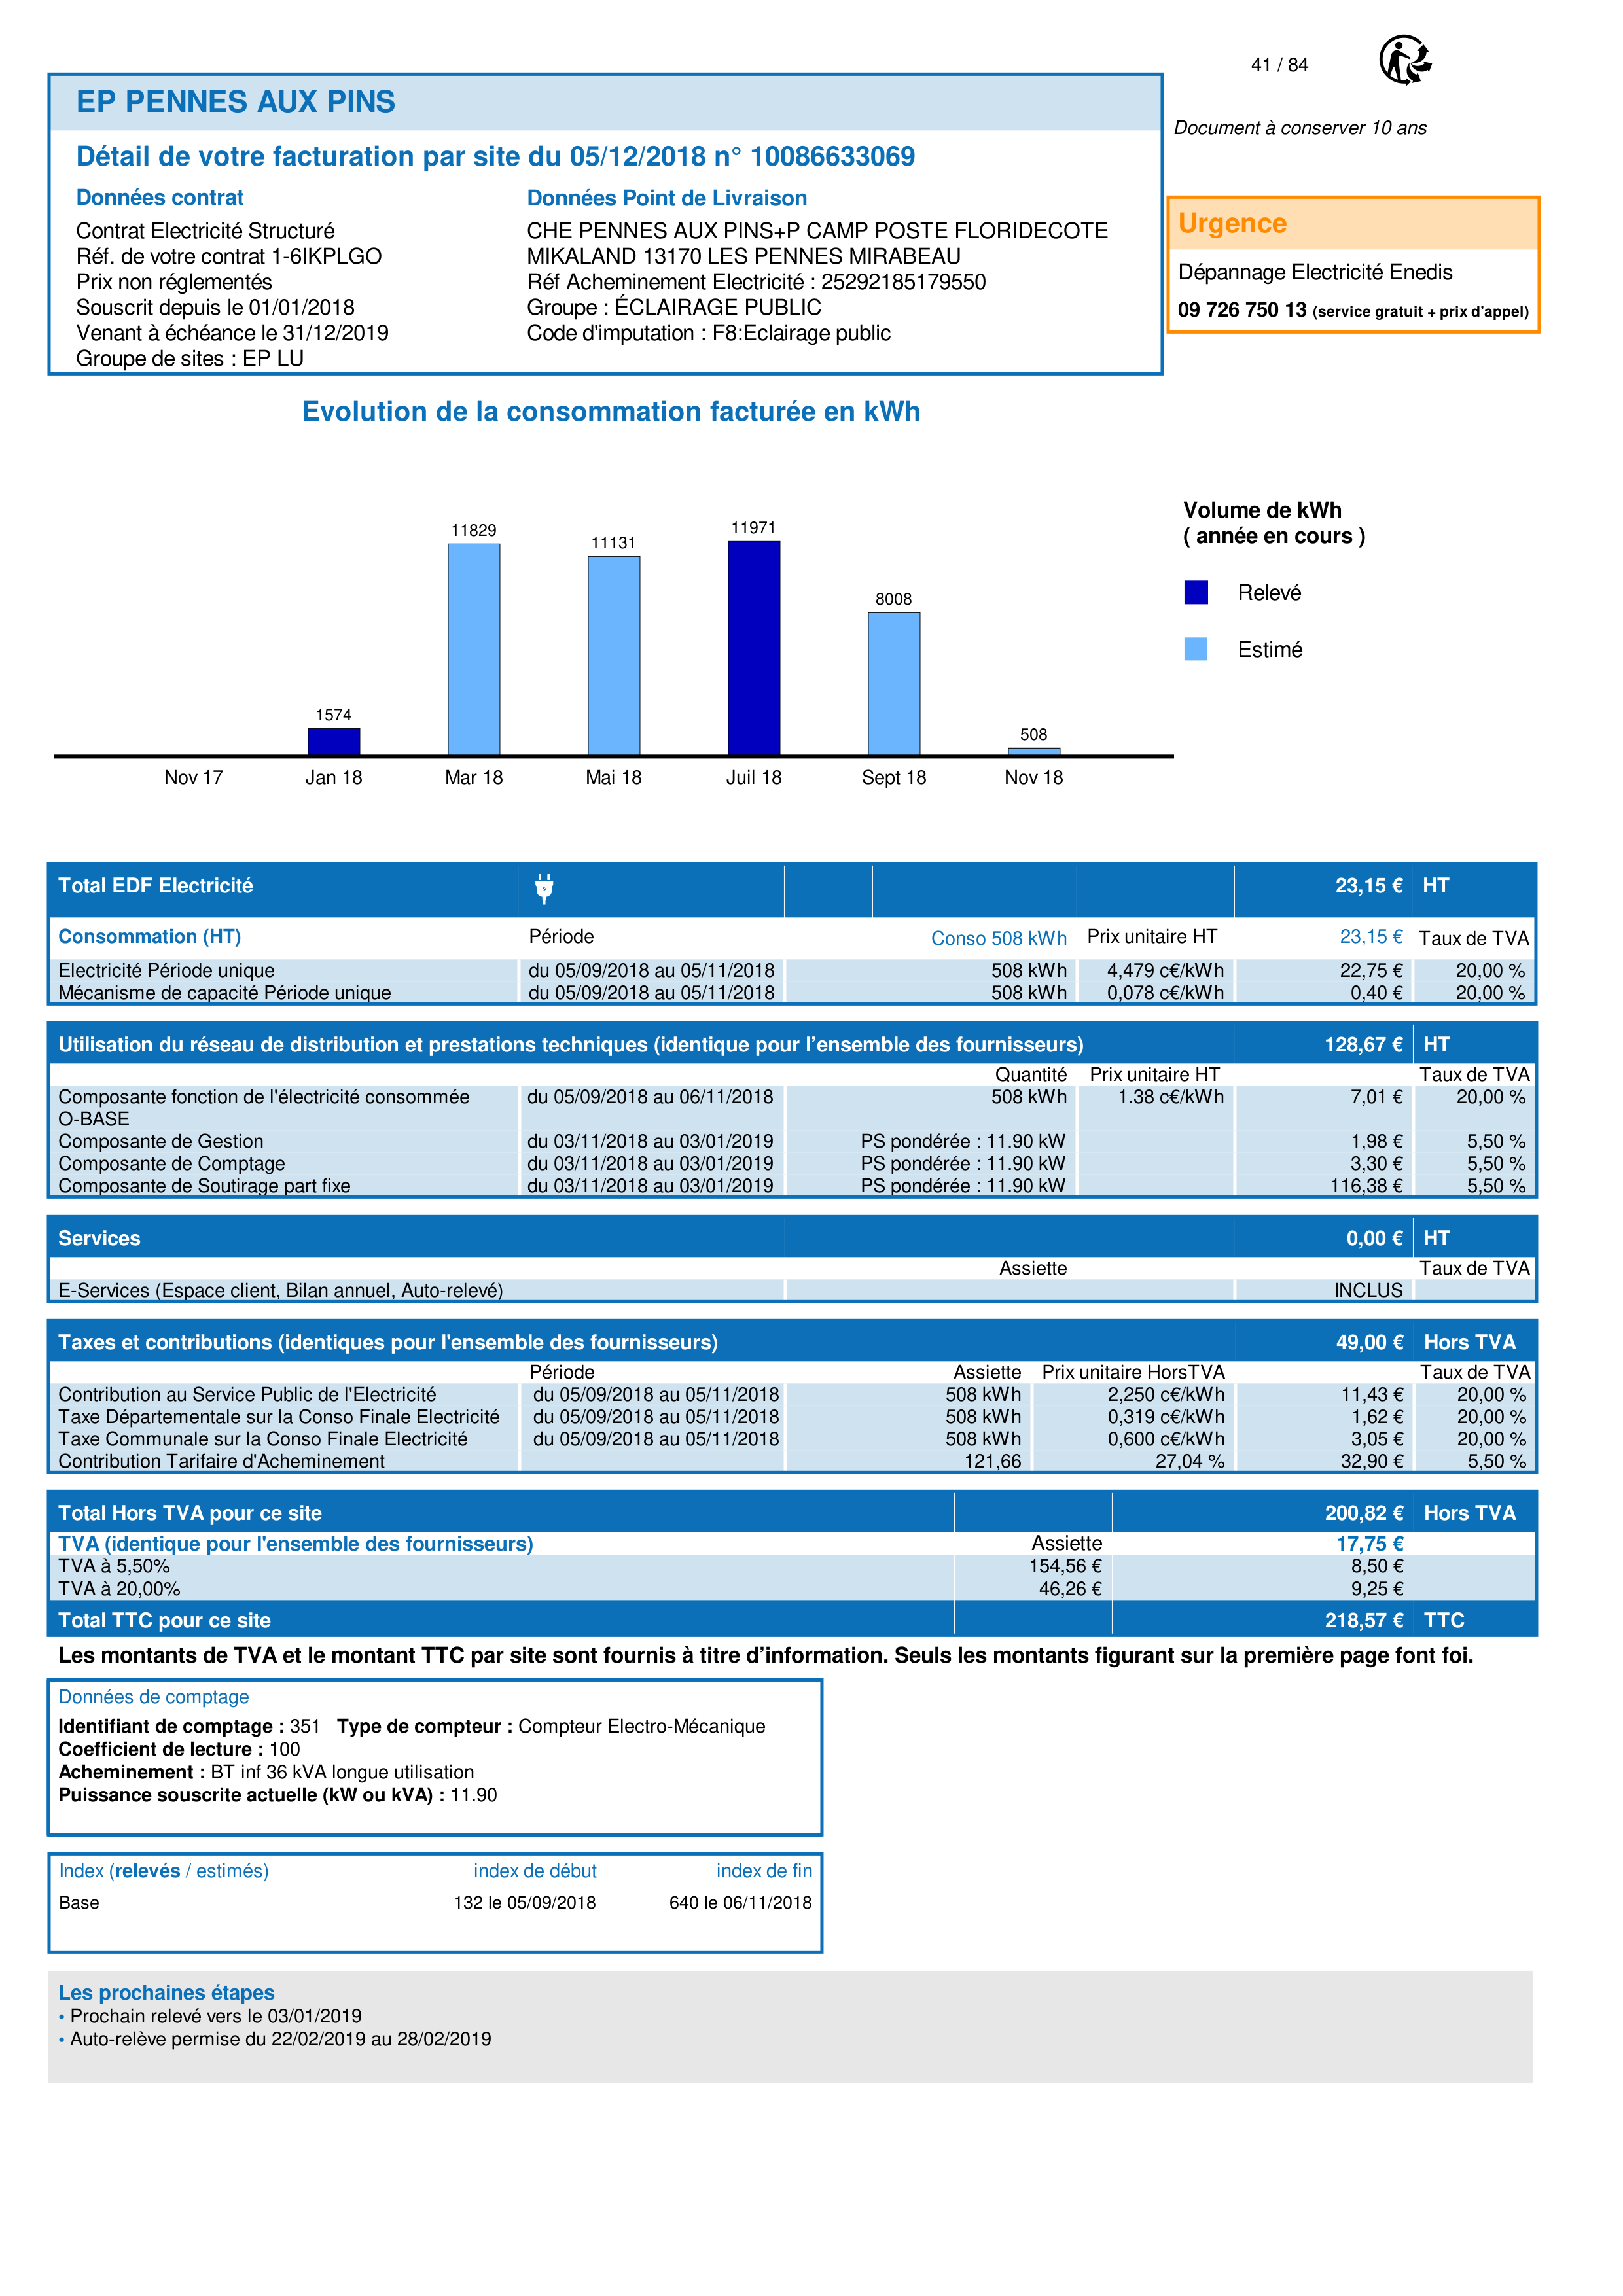 41 / 84
EP PENNES AUX PINS
Document à conserver 10 ans
Détail de votre facturation par site du 05/12/2018 n° 10086633069
Données contrat
Contrat Electricité Structuré
Réf. de votre contrat 1-6IKPLGO
Prix non réglementés
Souscrit depuis le 01/01/2018
Venant à échéance le 31/12/2019
Groupe de sites : EP LU
Données Point de Livraison
CHE PENNES AUX PINS+P CAMP POSTE FLORIDECOTE
MIKALAND 13170 LES PENNES MIRABEAU
Réf Acheminement Electricité : 25292185179550
Groupe : ÉCLAIRAGE PUBLIC
Code d'imputation : F8:Eclairage public
Urgence
Dépannage Electricité Enedis
09 726 750 13 (service gratuit + prix d’appel)
Evolution de la consommation facturée en kWh
1574
11829
11131
11971
8008
508
Nov 17 Jan 18 Mar 18 Mai 18 Juil 18 Sept 18 Nov 18
Volume de kWh
( année en cours )
Relevé
Estimé
Total EDF Electricité 23,15 € HT
Consommation (HT) Période Conso 508 kWh Prix unitaire HT 23,15 € Taux de TVA
Electricité Période unique du 05/09/2018 au 05/11/2018 508 kWh 4,479 c€/kWh 22,75 € 20,00 %
Mécanisme de capacité Période unique du 05/09/2018 au 05/11/2018 508 kWh 0,078 c€/kWh 0,40 € 20,00 %
Utilisation du réseau de distribution et prestations techniques (identique pour l’ensemble des fournisseurs) 128,67 € HT
Quantité Prix unitaire HT Taux de TVA
Composante fonction de l'électricité consommée du 05/09/2018 au 06/11/2018 508 kWh 1.38 c€/kWh 7,01 € 20,00 %
O-BASE
Composante de Gestion du 03/11/2018 au 03/01/2019 PS pondérée : 11.90 kW 1,98 € 5,50 %
Composante de Comptage du 03/11/2018 au 03/01/2019 PS pondérée : 11.90 kW 3,30 € 5,50 %
Composante de Soutirage part fixe du 03/11/2018 au 03/01/2019 PS pondérée : 11.90 kW 116,38 € 5,50 %
Services 0,00 € HT
Assiette Taux de TVA
E-Services (Espace client, Bilan annuel, Auto-relevé) INCLUS
Taxes et contributions (identiques pour l'ensemble des fournisseurs) 49,00 € Hors TVA
Période Assiette Prix unitaire HorsTVA Taux de TVA
Contribution au Service Public de l'Electricité du 05/09/2018 au 05/11/2018 508 kWh 2,250 c€/kWh 11,43 € 20,00 %
Taxe Départementale sur la Conso Finale Electricité du 05/09/2018 au 05/11/2018 508 kWh 0,319 c€/kWh 1,62 € 20,00 %
Taxe Communale sur la Conso Finale Electricité du 05/09/2018 au 05/11/2018 508 kWh 0,600 c€/kWh 3,05 € 20,00 %
Contribution Tarifaire d'Acheminement 121,66 27,04 % 32,90 € 5,50 %
Total Hors TVA pour ce site 200,82 € Hors TVA
TVA (identique pour l'ensemble des fournisseurs) Assiette 17,75 €
TVA à 5,50% 154,56 € 8,50 €
TVA à 20,00% 46,26 € 9,25 €
Total TTC pour ce site 218,57 € TTC
Les montants de TVA et le montant TTC par site sont fournis à titre d’information. Seuls les montants figurant sur la première page font foi.
Données de comptage
Identifiant de comptage : 351 Type de compteur : Compteur Electro-Mécanique
Coefficient de lecture : 100
Acheminement : BT inf 36 kVA longue utilisation
Puissance souscrite actuelle (kW ou kVA) : 11.90
Index (relevés / estimés) index de début index de fin
Base 132 le 05/09/2018 640 le 06/11/2018
Les prochaines étapes
• Prochain relevé vers le 03/01/2019
• Auto-relève permise du 22/02/2019 au 28/02/2019